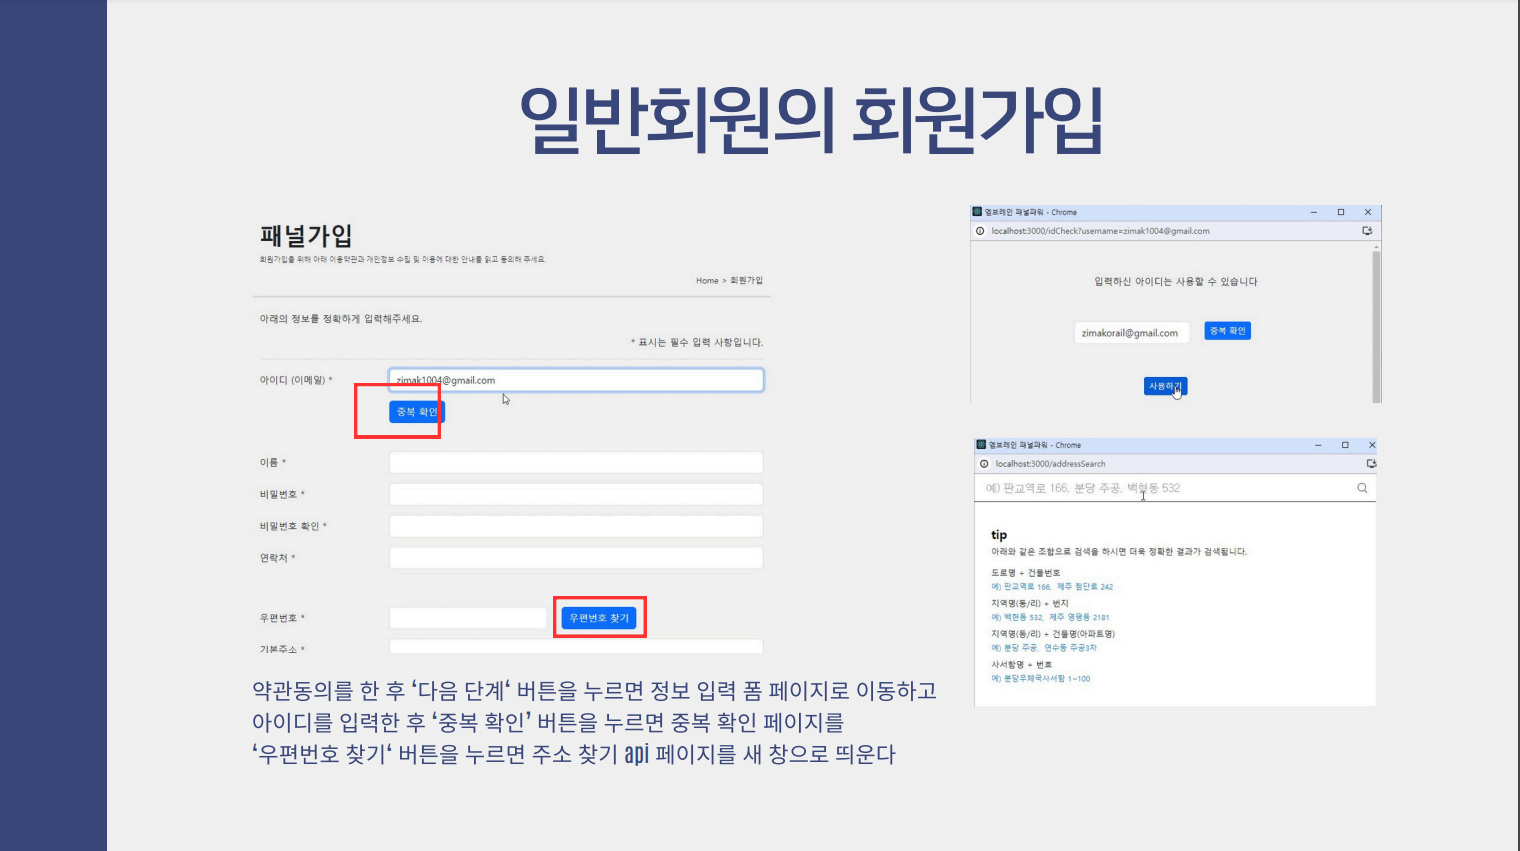 일반회원의 회원가입
패널가입
회원가입을 위해 아래 이용약관과 개인정보 수집 및 이용에 대한 안내를 읽고 동의해 주세요.
Home > 회원가입
아래의 정보를 정확하게 입력해주세요.
* 표시는 필수 입력 사항입니다.
아이디 (이메일) *
zimak1004@gmail.com
중복 확인
이름 *
비밀번호 *
비밀번호 확인 *
연락처 *
우편번호 *
우편번호 찾기
기본주소 *
엠브레인 패널파워 - Chrome
localhost:3000/idCheck?username=zimak1004@gmail.com
입력하신 아이디는 사용할 수 있습니다
zimakorail@gmail.com
중복 확인
사용하기
엠브레인 패널파워 - Chrome
localhost:3000/addressSearch
예) 판교역로 166, 분당 주공, 백현동 532
tip
아래와 같은 조합으로 검색을 하시면 더욱 정확한 결과가 검색됩니다.
도로명 + 건물번호
예) 판교역로 166, 제주 첨단로 242
지역명(동/리) + 번지
예) 백현동 532, 제주 영평동 2181
지역명(동/리) + 건물명(아파트명)
예) 분당 주공, 연수동 주공3차
사서함명 + 번호
예) 분당우체국사서함 1~100
약관동의를 한 후 ‘다음 단계‘ 버튼을 누르면 정보 입력 폼 페이지로 이동하고
아이디를 입력한 후 ‘중복 확인’ 버튼을 누르면 중복 확인 페이지를
‘우편번호 찾기‘ 버튼을 누르면 주소 찾기 api 페이지를 새 창으로 띄운다